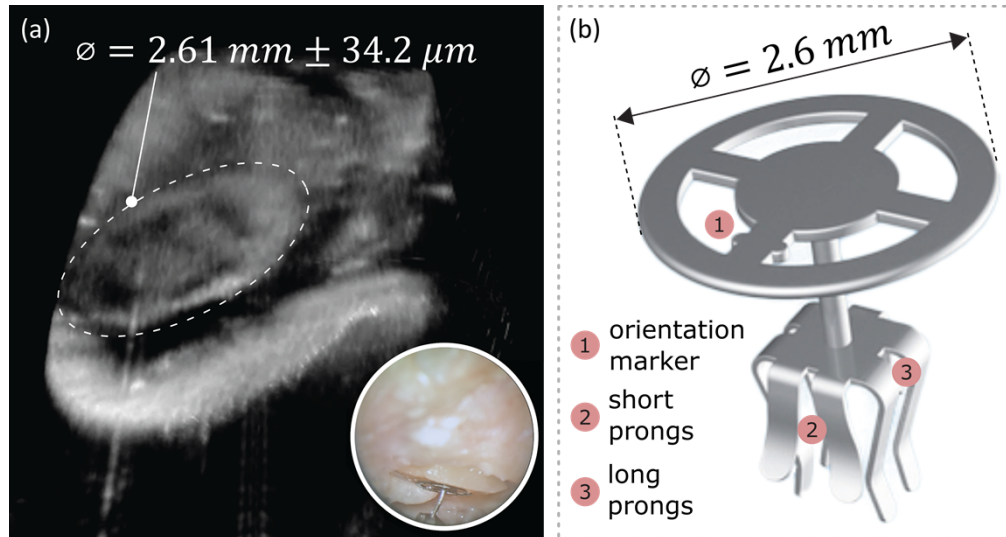 (a)
⌀ = 2.61 mm ± 34.2 μm
(b)
⌀ = 2.6 mm
1
1 orientation
marker
2 short
prongs
3 long
prongs
3
2